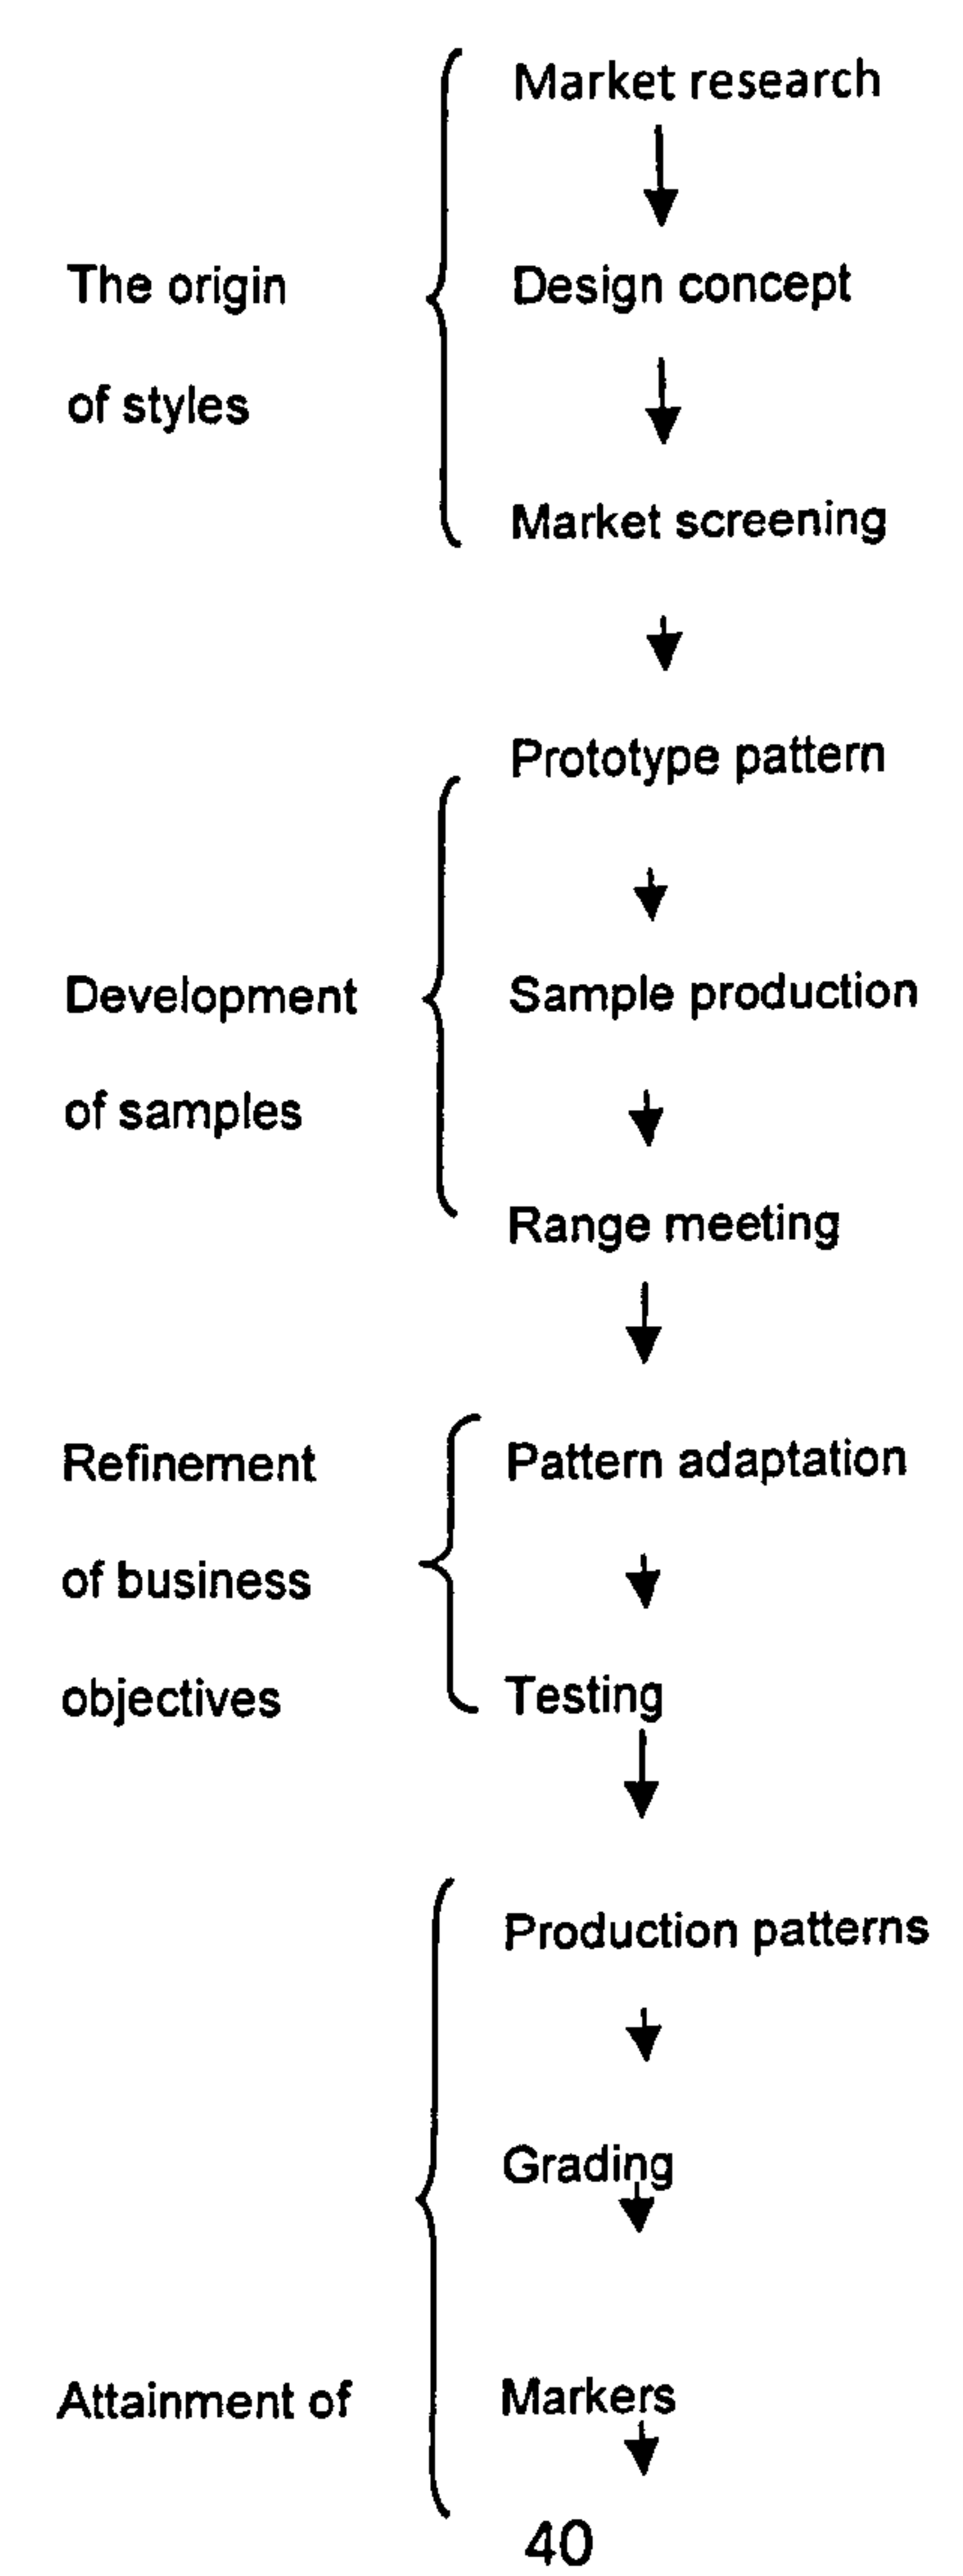 Market research
The origin
Design concept
of styles
Market screening
Prototype pattern
Development
Sample production
of samples
Range meeting
Refinement
Pattern adaptation
of business
objectives
Testing
Production patterns
Grading
Attainment of
Markers
40